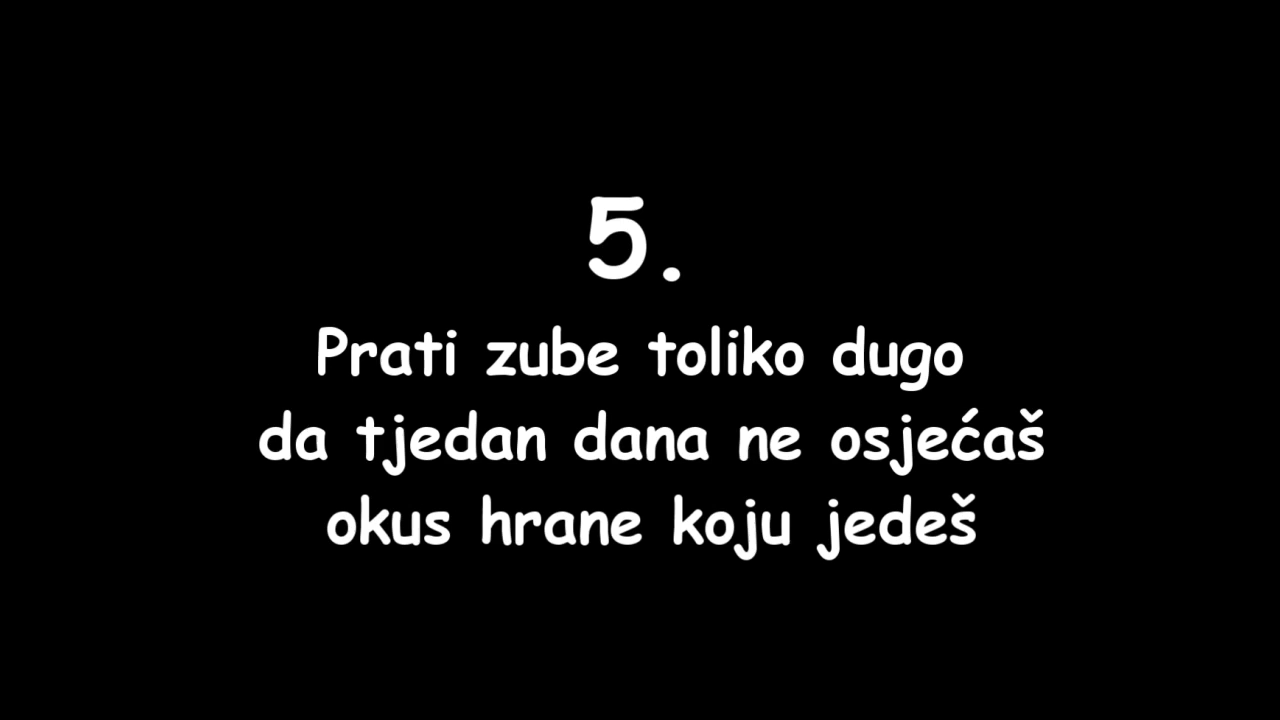 5.
Prati zube toliko dugo
da tjedan dana ne osjećaš
okus hrane koju jedeš